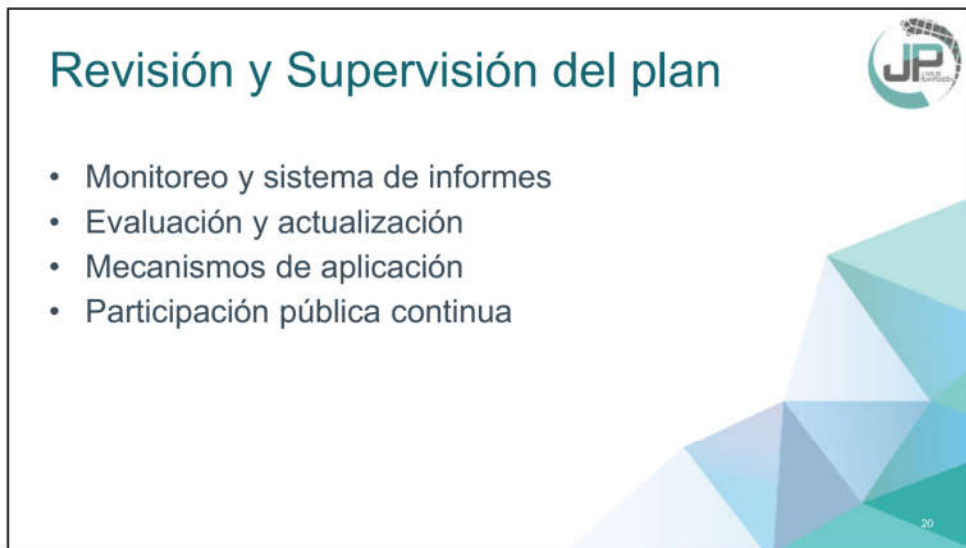 Revisión y Supervisión del plan
JP
• Monitoreo y sistema de informes
• Evaluación y actualización
• Mecanismos de aplicación
• Participación pública continua
20